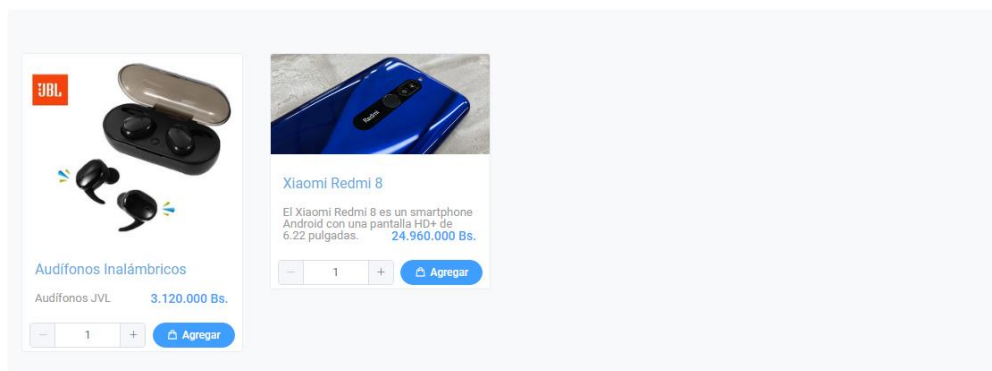 JBL
Audífonos Inalámbricos
Audífonos JVL 3.120.000 Bs.
− 1 + Agregar
Redmi
Xiaomi Redmi 8
El Xiaomi Redmi 8 es un smartphone
Android con una pantalla HD+ de
6.22 pulgadas. 24.960.000 Bs.
− 1 + Agregar